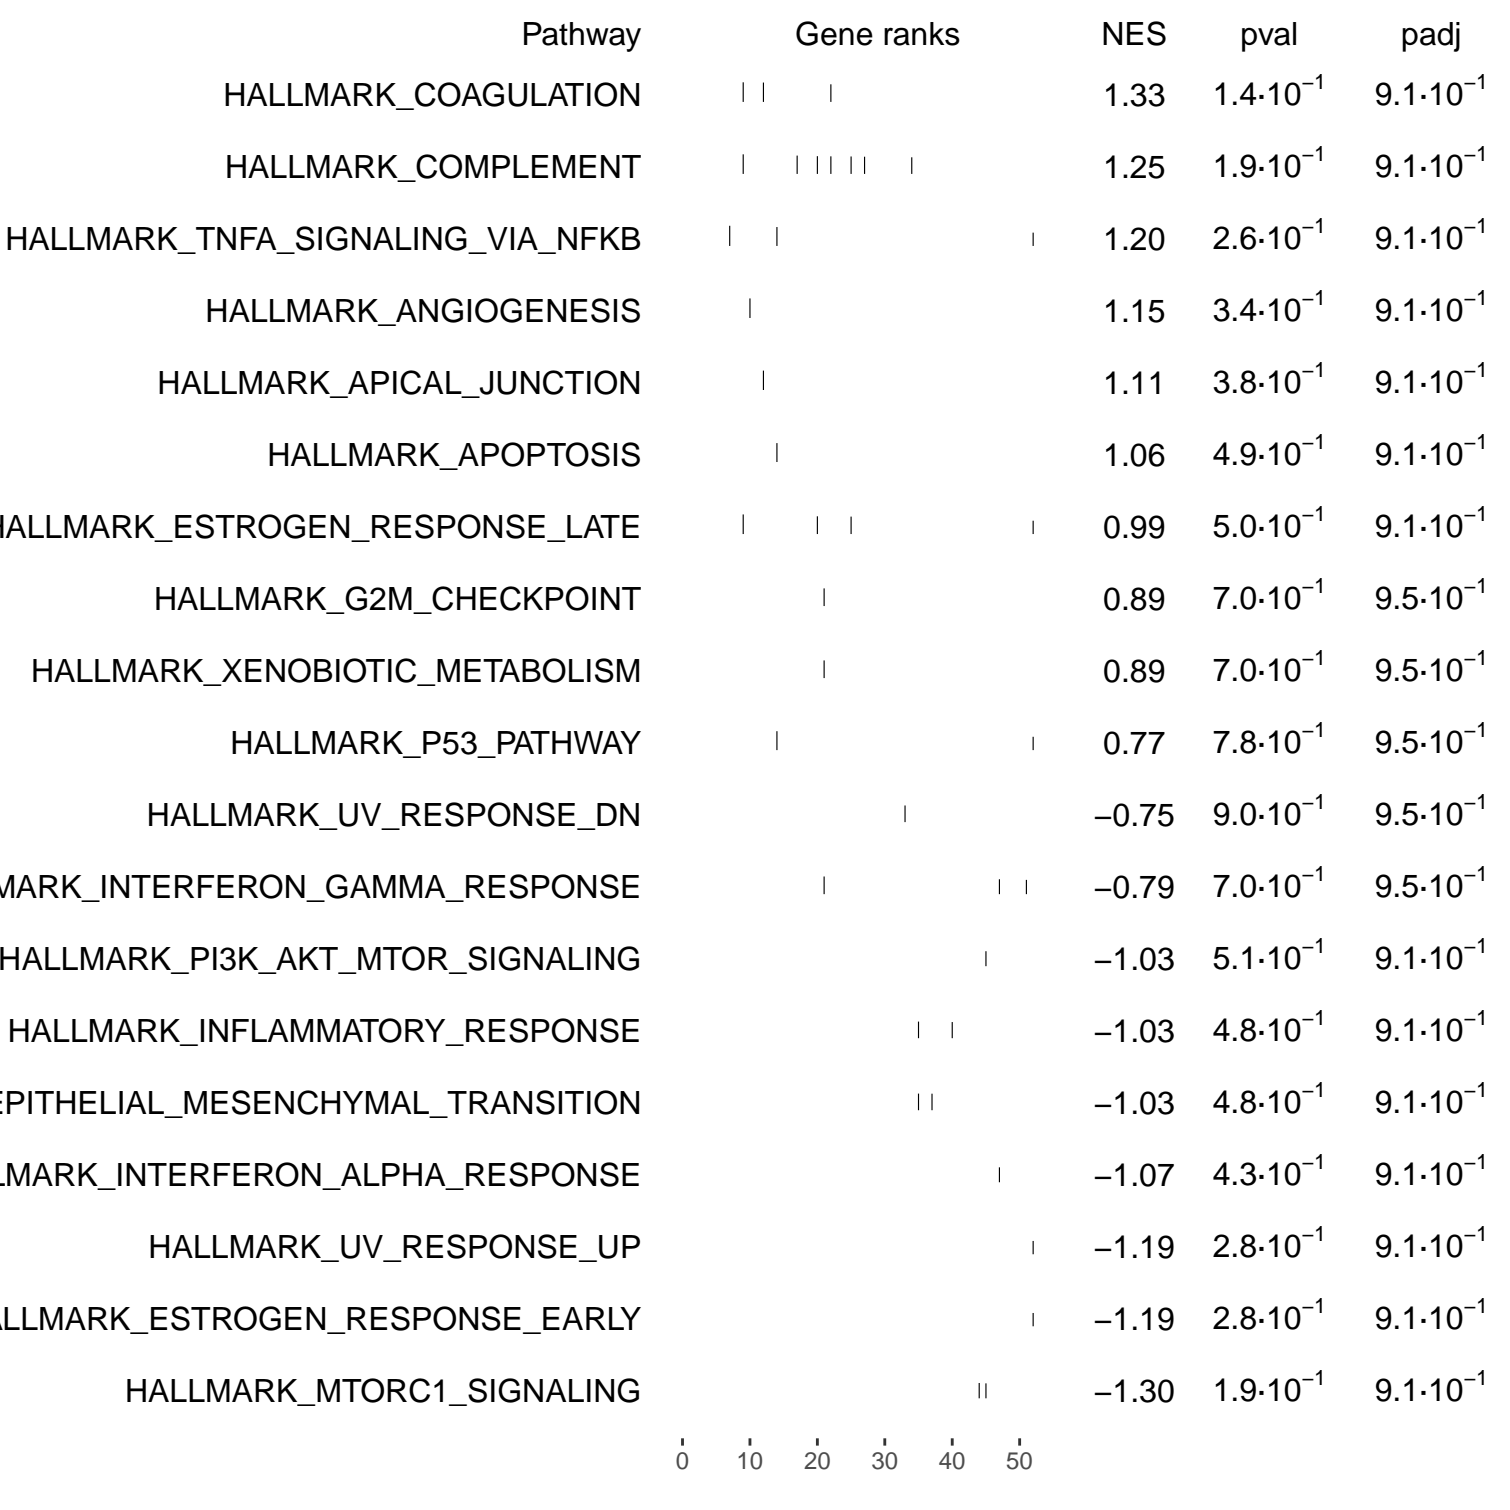 Pathway Gene ranks NES pval padj
HALLMARK_COAGULATION 1.33 1.4·10⁻¹ 9.1·10⁻¹
HALLMARK_COMPLEMENT 1.25 1.9·10⁻¹ 9.1·10⁻¹
HALLMARK_TNFA_SIGNALING_VIA_NFKB 1.20 2.6·10⁻¹ 9.1·10⁻¹
HALLMARK_ANGIOGENESIS 1.15 3.4·10⁻¹ 9.1·10⁻¹
HALLMARK_APICAL_JUNCTION 1.11 3.8·10⁻¹ 9.1·10⁻¹
HALLMARK_APOPTOSIS 1.06 4.9·10⁻¹ 9.1·10⁻¹
HALLMARK_ESTROGEN_RESPONSE_LATE 0.99 5.0·10⁻¹ 9.1·10⁻¹
HALLMARK_G2M_CHECKPOINT 0.89 7.0·10⁻¹ 9.5·10⁻¹
HALLMARK_XENOBIOTIC_METABOLISM 0.89 7.0·10⁻¹ 9.5·10⁻¹
HALLMARK_P53_PATHWAY 0.77 7.8·10⁻¹ 9.5·10⁻¹
HALLMARK_UV_RESPONSE_DN −0.75 9.0·10⁻¹ 9.5·10⁻¹
MARK_INTERFERON_GAMMA_RESPONSE −0.79 7.0·10⁻¹ 9.5·10⁻¹
HALLMARK_PI3K_AKT_MTOR_SIGNALING −1.03 5.1·10⁻¹ 9.1·10⁻¹
HALLMARK_INFLAMMATORY_RESPONSE −1.03 4.8·10⁻¹ 9.1·10⁻¹
EPITHELIAL_MESENCHYMAL_TRANSITION −1.03 4.8·10⁻¹ 9.1·10⁻¹
LMARK_INTERFERON_ALPHA_RESPONSE −1.07 4.3·10⁻¹ 9.1·10⁻¹
HALLMARK_UV_RESPONSE_UP −1.19 2.8·10⁻¹ 9.1·10⁻¹
ALLMARK_ESTROGEN_RESPONSE_EARLY −1.19 2.8·10⁻¹ 9.1·10⁻¹
HALLMARK_MTORC1_SIGNALING −1.30 1.9·10⁻¹ 9.1·10⁻¹
0 10 20 30 40 50